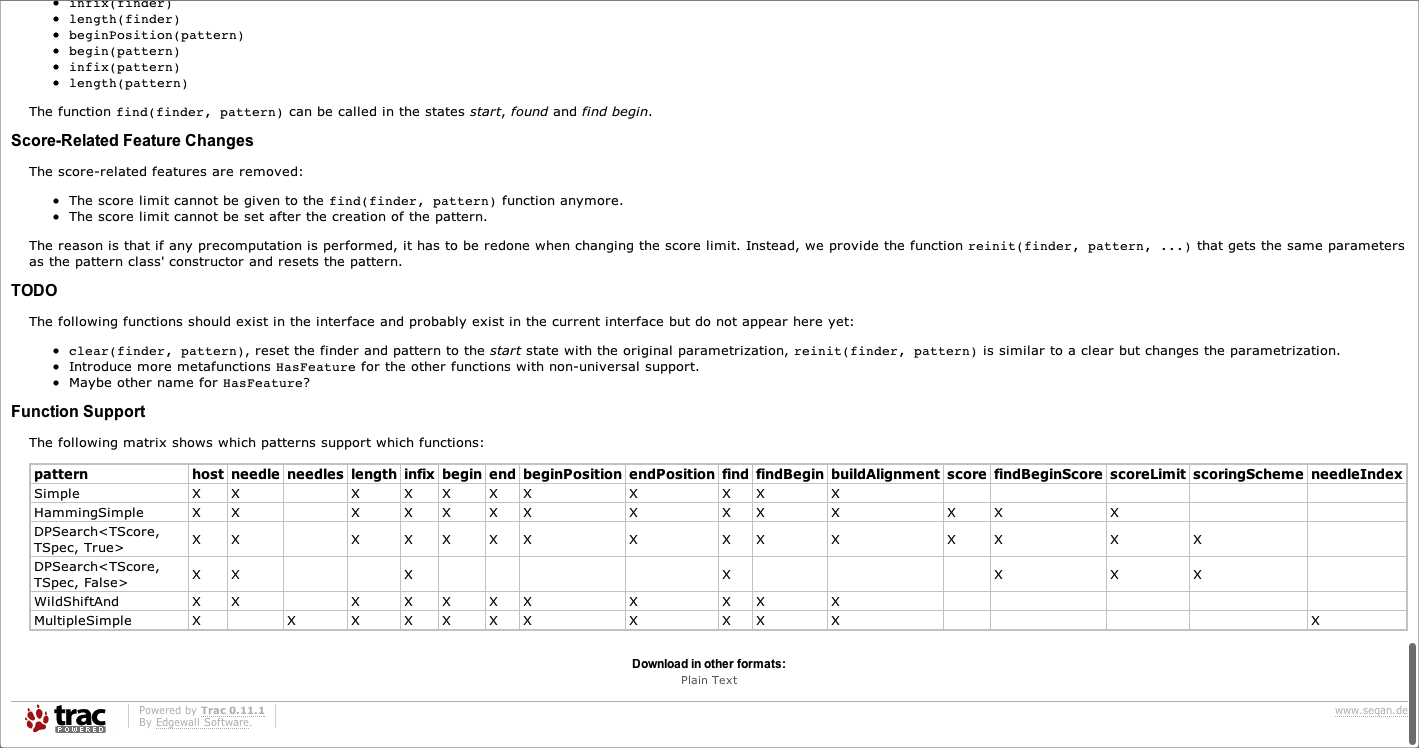 • infix(finder)
• length(finder)
• beginPosition(pattern)
• begin(pattern)
• infix(pattern)
• length(pattern)
The function find(finder, pattern) can be called in the states start, found and find begin.
Score-Related Feature Changes
The score-related features are removed:
• The score limit cannot be given to the find(finder, pattern) function anymore.
• The score limit cannot be set after the creation of the pattern.
The reason is that if any precomputation is performed, it has to be redone when changing the score limit. Instead, we provide the function reinit(finder, pattern, ...) that gets the same parameters
as the pattern class' constructor and resets the pattern.
TODO
The following functions should exist in the interface and probably exist in the current interface but do not appear here yet:
• clear(finder, pattern), reset the finder and pattern to the start state with the original parametrization, reinit(finder, pattern) is similar to a clear but changes the parametrization.
• Introduce more metafunctions HasFeature for the other functions with non-universal support.
• Maybe other name for HasFeature?
Function Support
The following matrix shows which patterns support which functions:
pattern host needle needles length infix begin end beginPosition endPosition find findBegin buildAlignment score findBeginScore scoreLimit scoringScheme needleIndex
Simple X X X X X X X X X X X
HammingSimple X X X X X X X X X X X X X X
DPSearch<TScore,
TSpec, True> X X X X X X X X X X X X X X X
DPSearch<TScore,
TSpec, False> X X X X X X X
WildShiftAnd X X X X X X X X X X X
MultipleSimple X X X X X X X X X X X X
Download in other formats:
Plain Text
trac POWERED
Powered by Trac 0.11.1
By Edgewall Software.
www.seqan.de